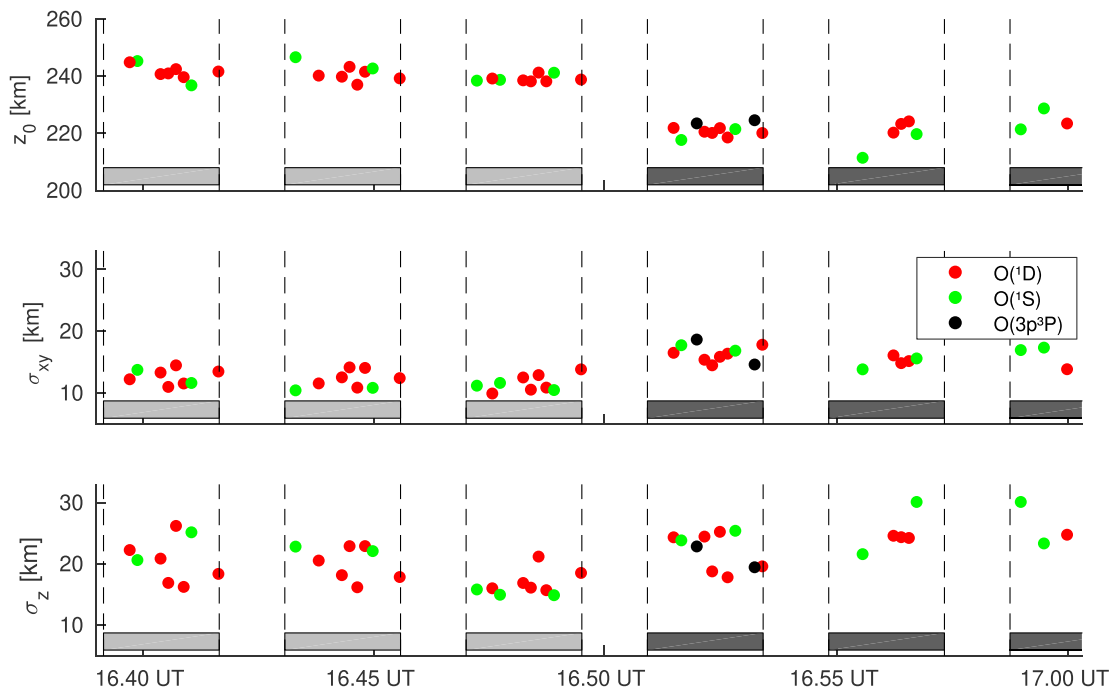 260
240
220
200
z₀ [km]
30
20
10
σxy [km]
O(¹D)
O(¹S)
O(3p³P)
30
20
10
σz [km]
16.40 UT
16.45 UT
16.50 UT
16.55 UT
17.00 UT